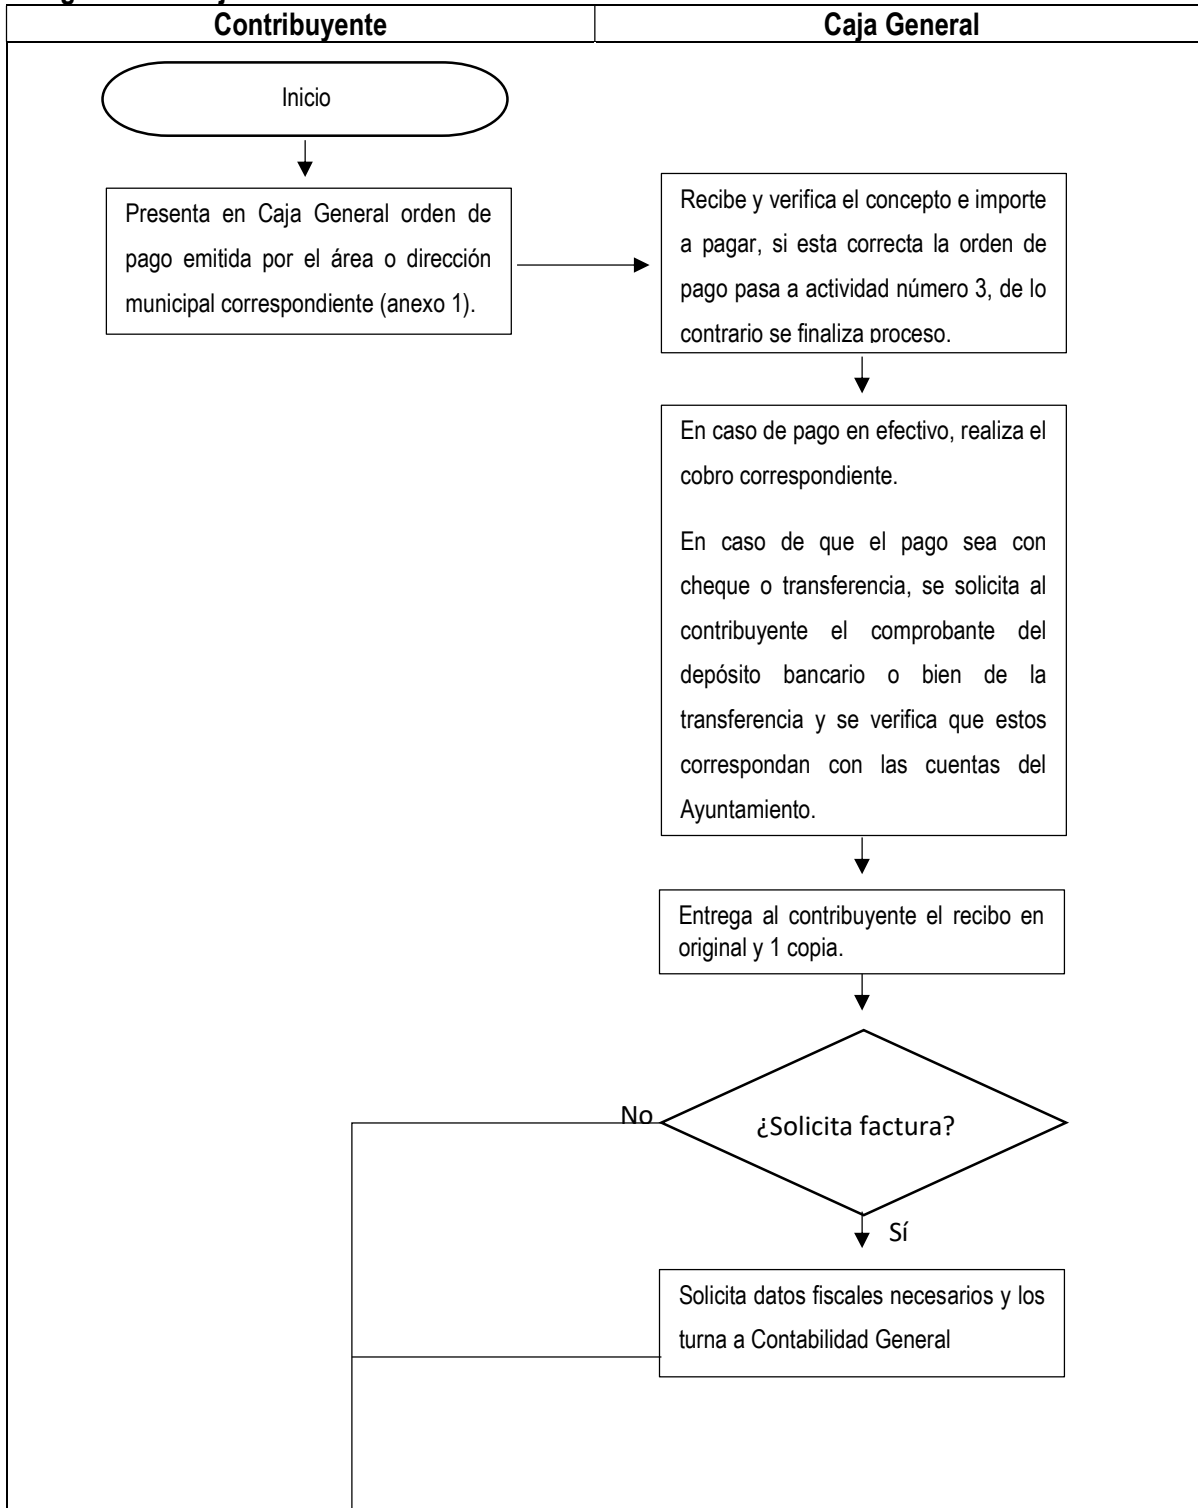 Contribuyente
Caja General
Inicio
Presenta en Caja General orden de
pago emitida por el área o dirección
municipal correspondiente (anexo 1).
Recibe y verifica el concepto e importe
a pagar, si esta correcta la orden de
pago pasa a actividad número 3, de lo
contrario se finaliza proceso.
En caso de pago en efectivo, realiza el
cobro correspondiente.
En caso de que el pago sea con
cheque o transferencia, se solicita al
contribuyente el comprobante del
depósito bancario o bien de la
transferencia y se verifica que estos
correspondan con las cuentas del
Ayuntamiento.
Entrega al contribuyente el recibo en
original y 1 copia.
No
¿Solicita factura?
Sí
Solicita datos fiscales necesarios y los
turna a Contabilidad General